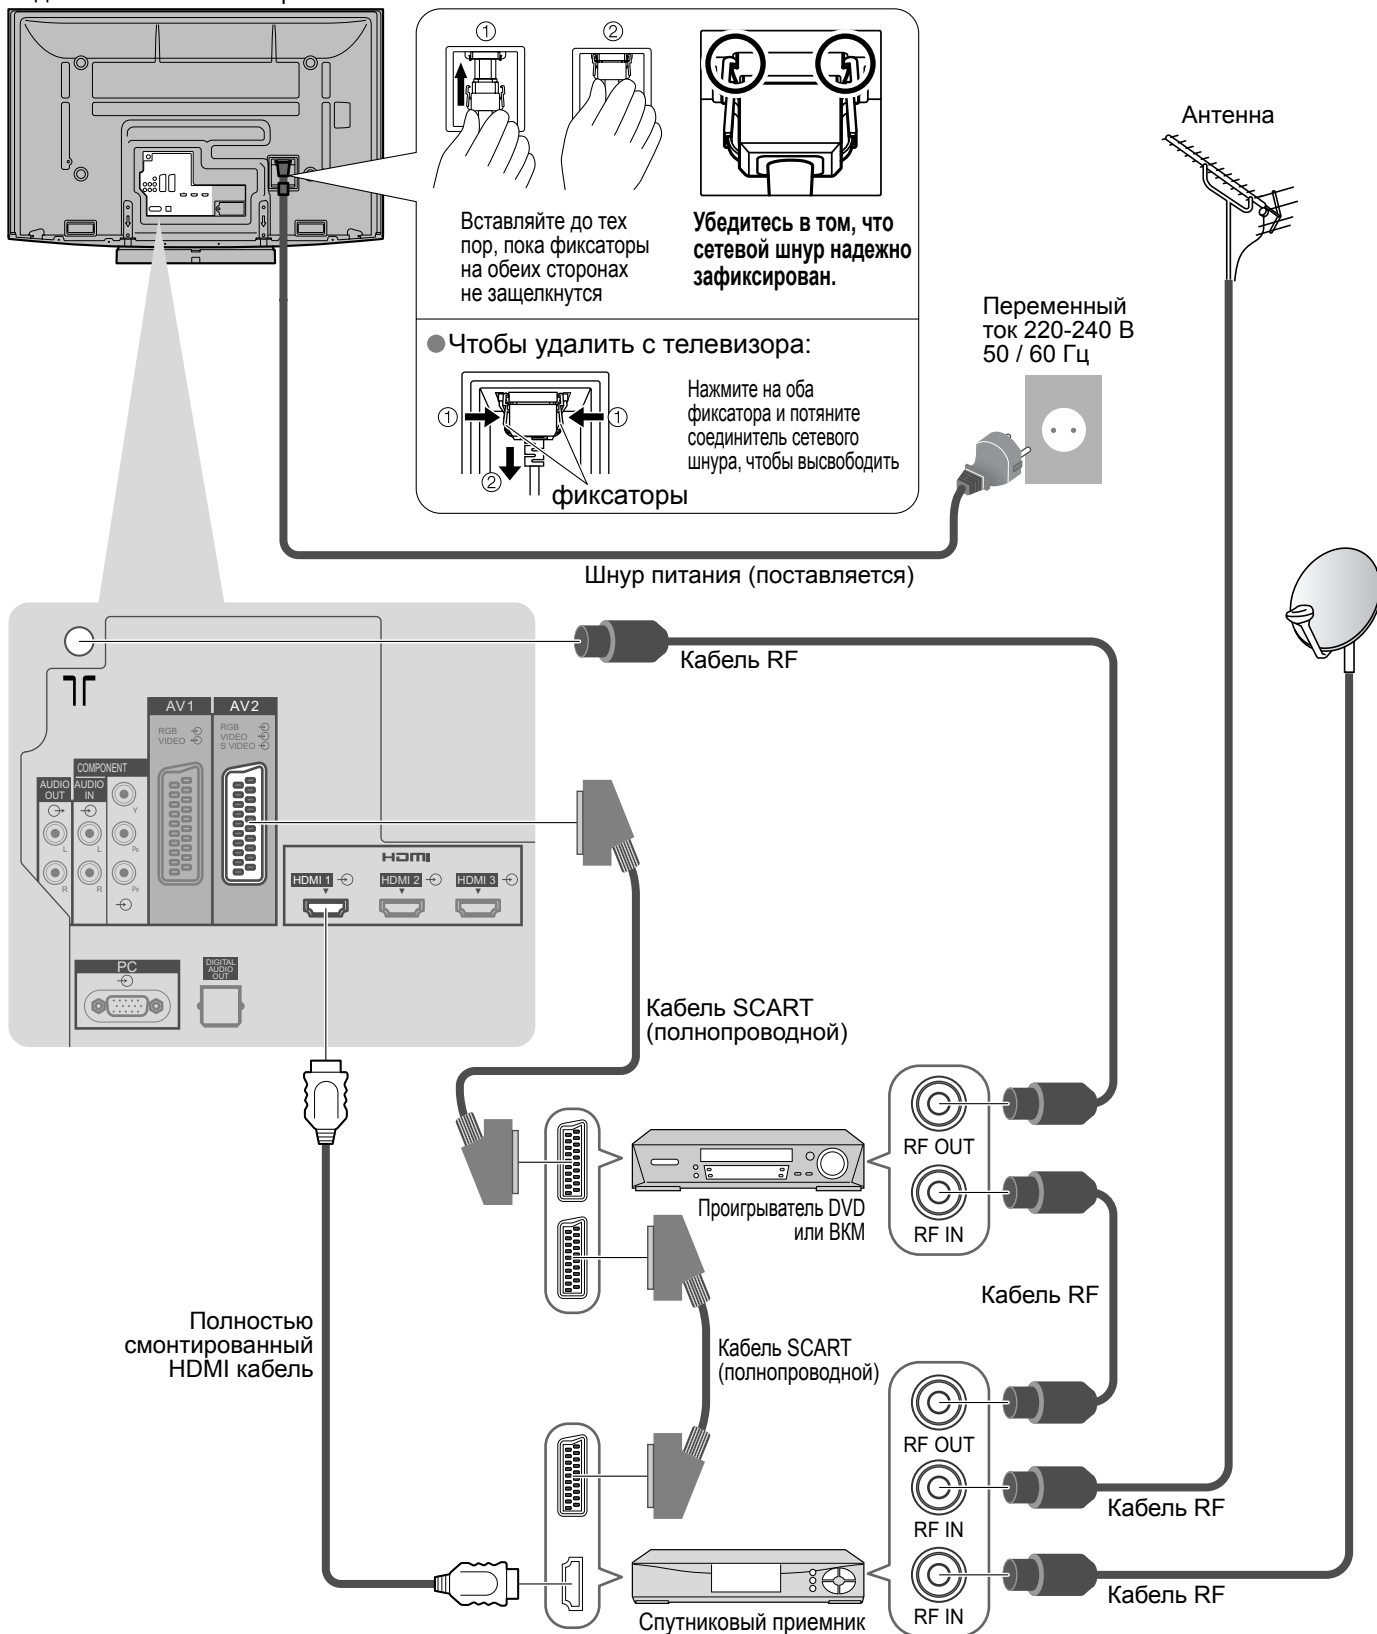 ①
②
Вставляйте до тех
пор, пока фиксаторы
на обеих сторонах
не защелкнутся
Убедитесь в том, что
сетевой шнур надежно
зафиксирован.
●Чтобы удалить с телевизора:
①
①
②
фиксаторы
Нажмите на оба
фиксатора и потяните
соединитель сетевого
шнура, чтобы высвободить
Антенна
Переменный
ток 220-240 В
50 / 60 Гц
Шнур питания (поставляется)
Кабель RF
AV1
AV2
RGB
VIDEO
RGB
VIDEO
S VIDEO
COMPONENT
AUDIO
OUT
AUDIO
IN
Y
L
L
PB
R
R
PR
HDMI
HDMI 1
HDMI 2
HDMI 3
PC
DIGITAL
AUDIO
OUT
Кабель SCART
(полнопроводной)
RF OUT
RF IN
Проигрыватель DVD
или ВКМ
Кабель RF
Полностью
смонтированный
HDMI кабель
Кабель SCART
(полнопроводной)
RF OUT
RF IN
Кабель RF
RF IN
Кабель RF
Спутниковый приемник